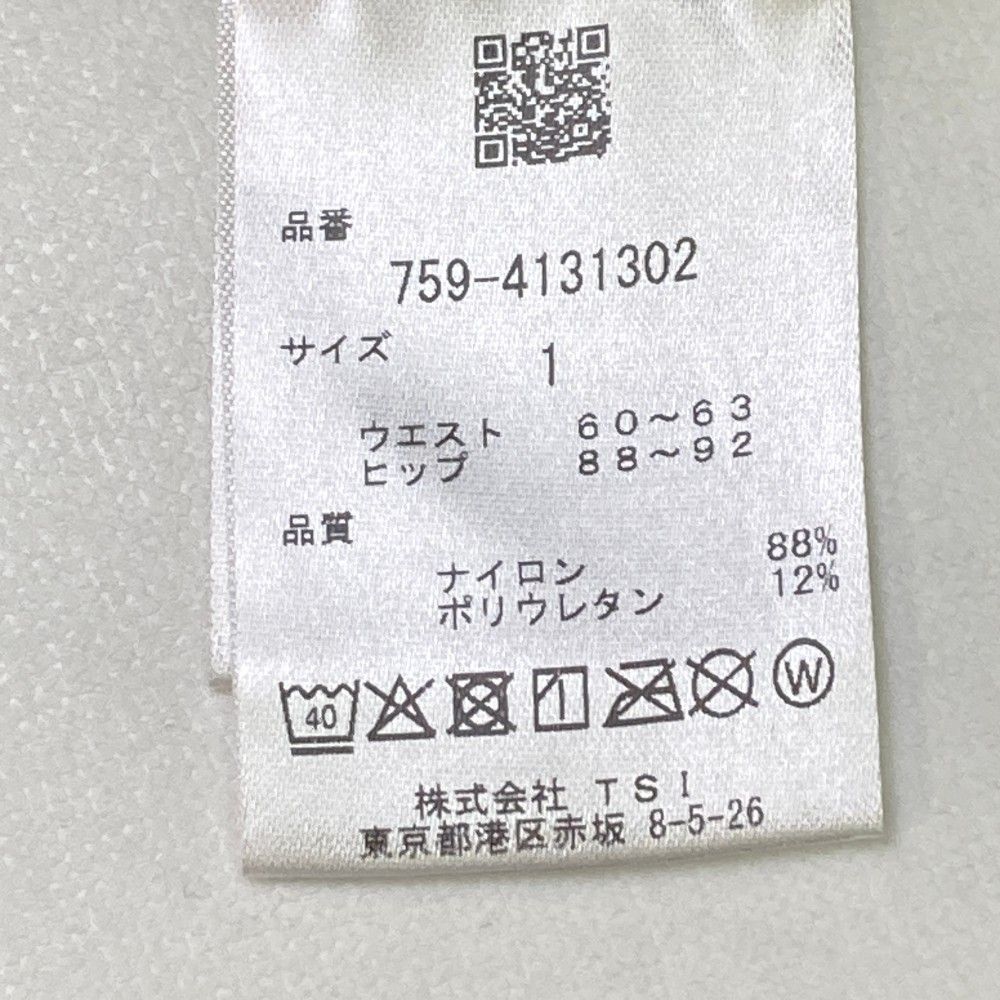 品番
759-4131302
サイズ 1
ウエスト 60~63
ヒップ 88~92
品質
ナイロン 88%
ポリウレタン 12%
40 W
株式会社 TSI
東京都港区赤坂 8-5-26